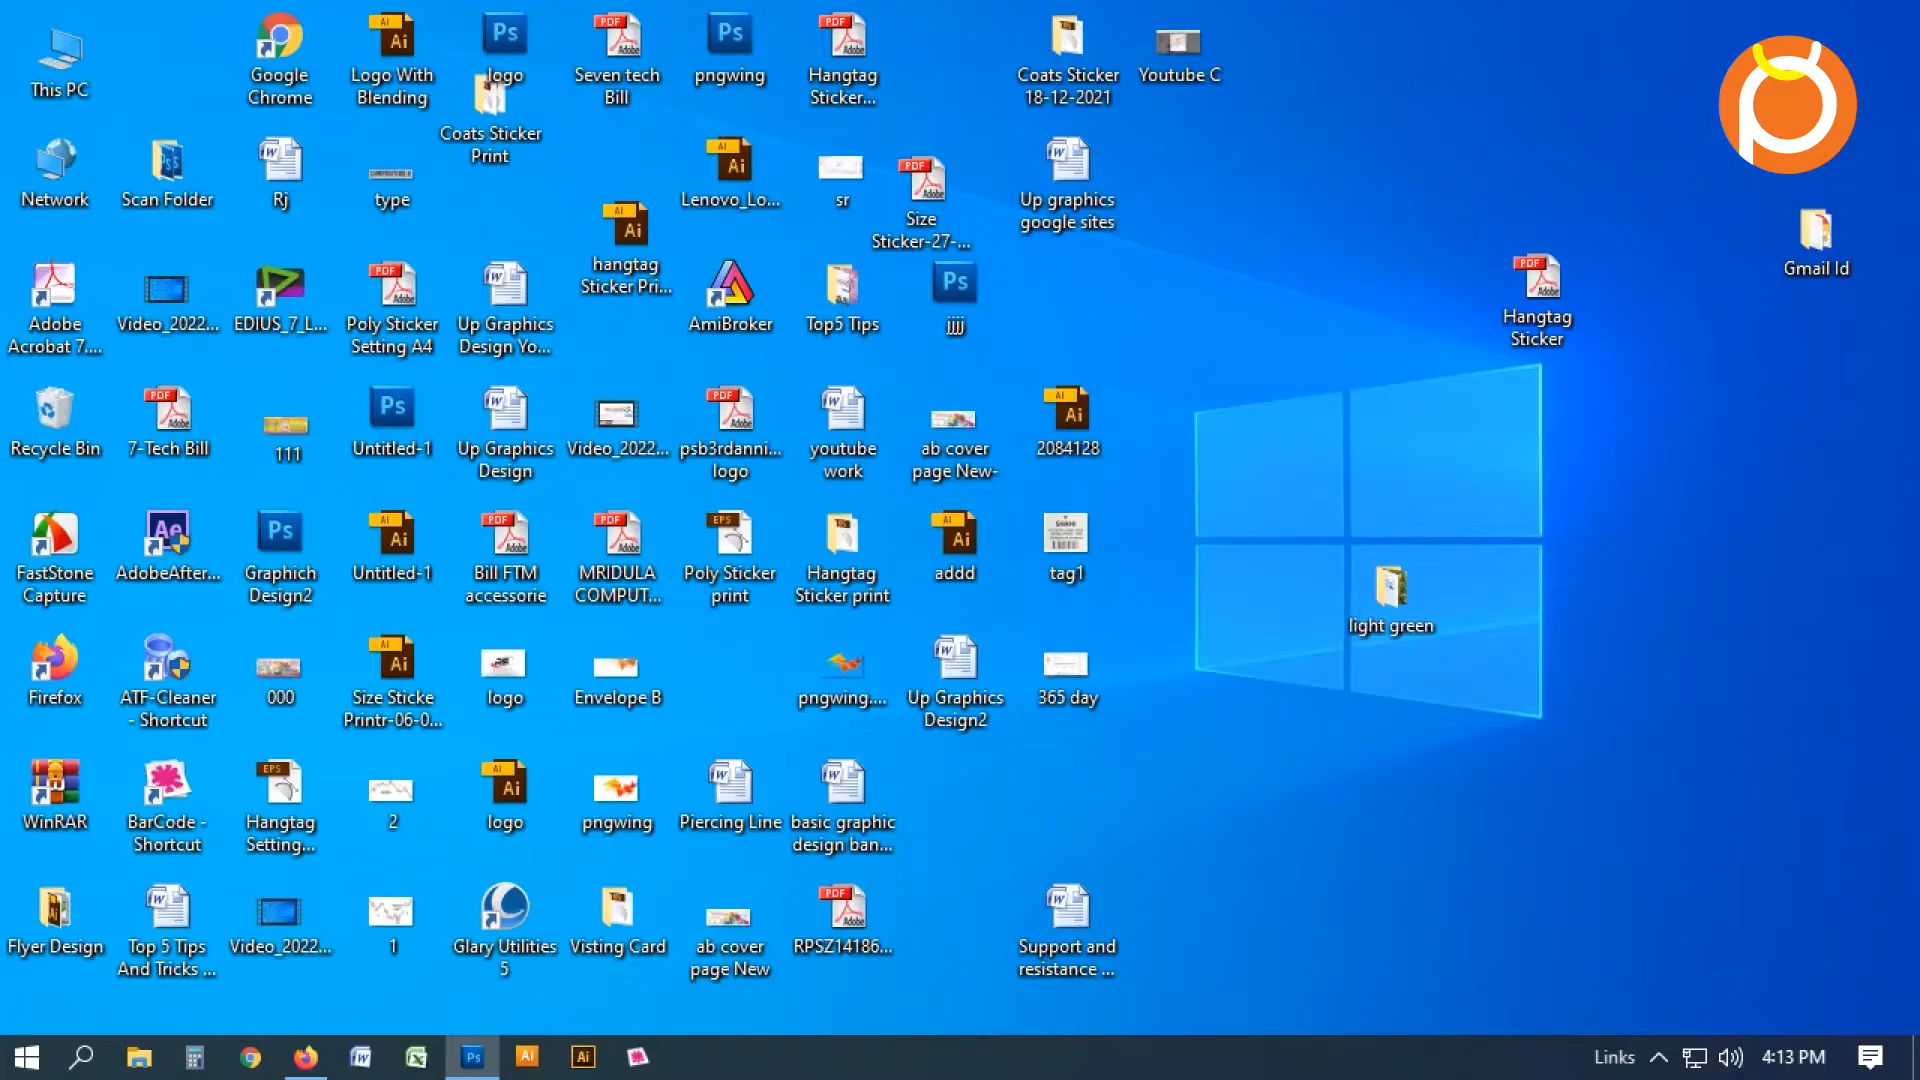 This PC
Google
Chrome
Logo With
Blending
logo
Seven tech
Bill
pngwing
Hangtag
Sticker...
Coats Sticker
18-12-2021
Youtube C
Coats Sticker
Print
Network
Scan Folder
Rj
type
Lenovo_Lo...
sr
Size
Sticker-27-...
Up graphics
google sites
hangtag
Sticker Pri...
Gmail Id
Hangtag
Sticker
Adobe
Acrobat 7....
Video_2022...
EDIUS_7_L...
Poly Sticker
Setting A4
Up Graphics
Design Yo...
AmiBroker
Top5 Tips
jjjj
Recycle Bin
7-Tech Bill
111
Untitled-1
Up Graphics
Design
Video_2022...
psb3rdanni...
logo
youtube
work
ab cover
page New-
2084128
FastStone
Capture
AdobeAfter...
Graphich
Design2
Untitled-1
Bill FTM
accessorie
MRIDULA
COMPUT...
Poly Sticker
print
Hangtag
Sticker print
addd
tag1
light green
Firefox
ATF-Cleaner
- Shortcut
000
Size Sticke
Printr-06-0...
logo
Envelope B
pngwing....
Up Graphics
Design2
365 day
WinRAR
BarCode -
Shortcut
Hangtag
Setting...
2
logo
pngwing
Piercing Line
basic graphic
design ban...
Flyer Design
Top 5 Tips
And Tricks ...
Video_2022...
1
Glary Utilities
5
Visting Card
ab cover
page New
RPSZ14186...
Support and
resistance ...
Links
4:13 PM